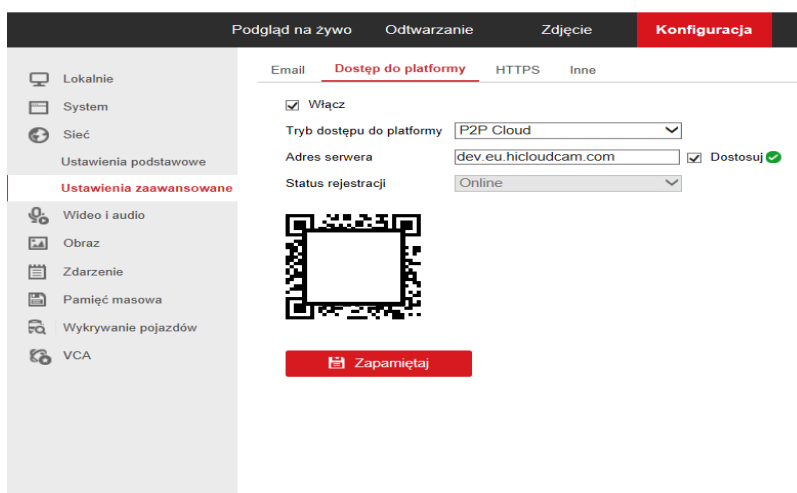 Podgląd na żywo Odtwarzanie Zdjęcie Konfiguracja
Lokalnie
System
Sieć
Ustawienia podstawowe
Ustawienia zaawansowane
Wideo i audio
Obraz
Zdarzenie
Pamięć masowa
Wykrywanie pojazdów
VCA
Email Dostęp do platformy HTTPS Inne
Włącz
Tryb dostępu do platformy P2P Cloud
Adres serwera dev.eu.hicloudcam.com Dostosuj
Status rejestracji Online
Zapamiętaj